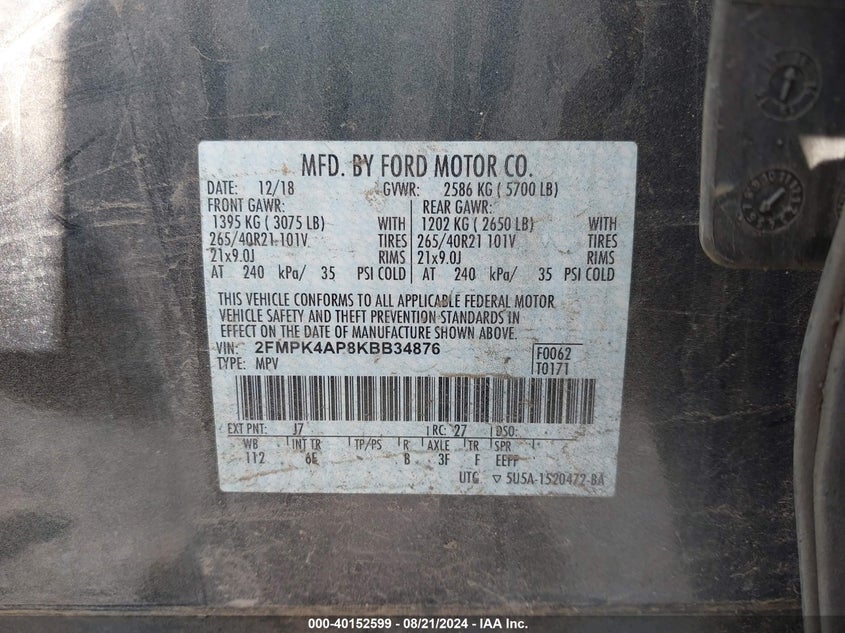 MFD. BY FORD MOTOR CO.
DATE: 12/18 GVWR: 2586 KG ( 5700 LB)
FRONT GAWR: REAR GAWR:
1395 KG ( 3075 LB) WITH 1202 KG ( 2650 LB) WITH
265/40R21 101V TIRES 265/40R21 101V TIRES
21x9.0J RIMS 21x9.0J RIMS
AT 240 kPa/ 35 PSI COLD AT 240 kPa/ 35 PSI COLD
THIS VEHICLE CONFORMS TO ALL APPLICABLE FEDERAL MOTOR
VEHICLE SAFETY AND THEFT PREVENTION STANDARDS IN
EFFECT ON THE DATE OF MANUFACTURE SHOWN ABOVE.
VIN: 2FMPK4AP8KBB34876 F0062
TYPE: MPV T0171
EXT PNT: J7 RC: 27 DSO:
WB INT TR TP/PS R AXLE TR SPR
112 6E B 3F F EEFF
UTC ▽ 5U5A-1520472-BA
000-40152599 - 08/21/2024 - IAA Inc.